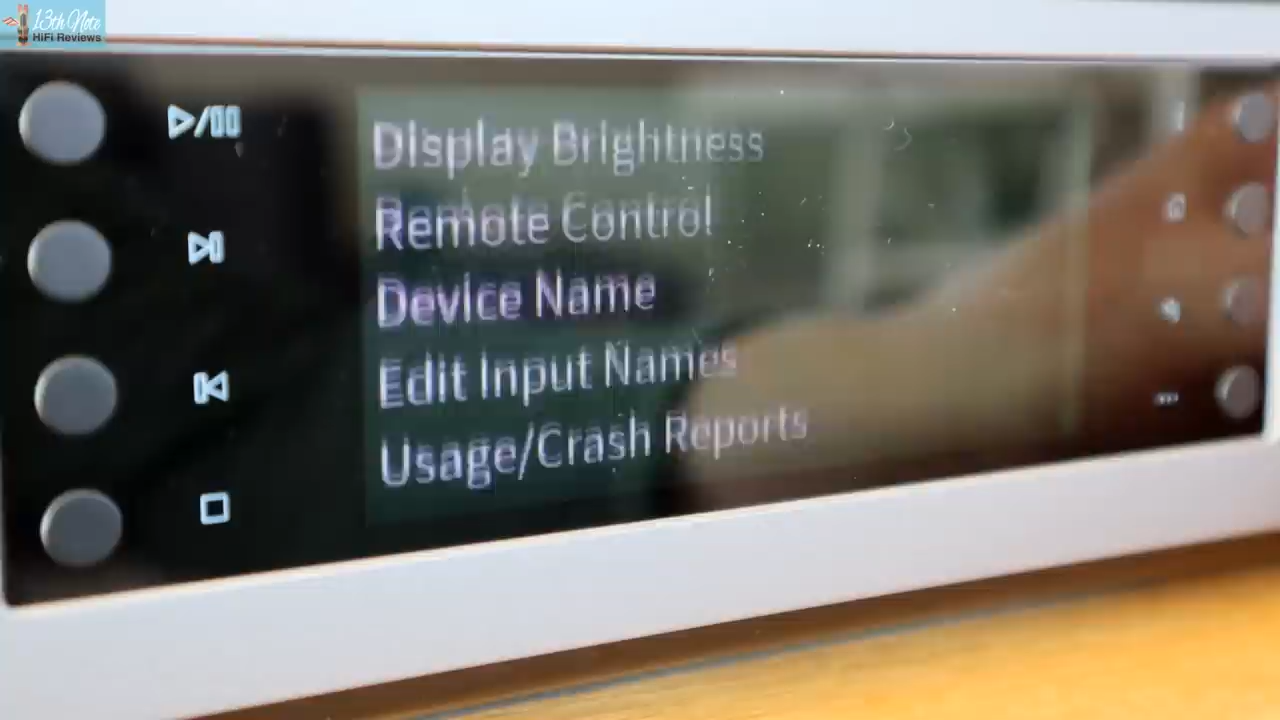 13th Note
HiFi Reviews
Display Brightness
Remote Control
Device Name
Edit Input Names
Usage/Crash Reports